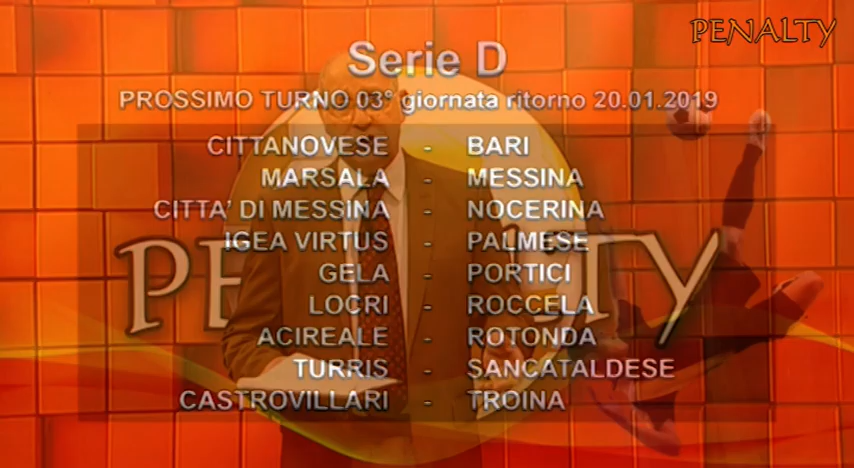 PENALTY
Serie D
PROSSIMO TURNO 03° giornata ritorno 20.01.2019
CITTANOVESE - BARI
MARSALA - MESSINA
CITTA' DI MESSINA - NOCERINA
IGEA VIRTUS - PALMESE
GELA - PORTICI
LOCRI - ROCCELA
ACIREALE - ROTONDA
TURRIS - SANCATALDESE
CASTROVILLARI - TROINA
PENALTY